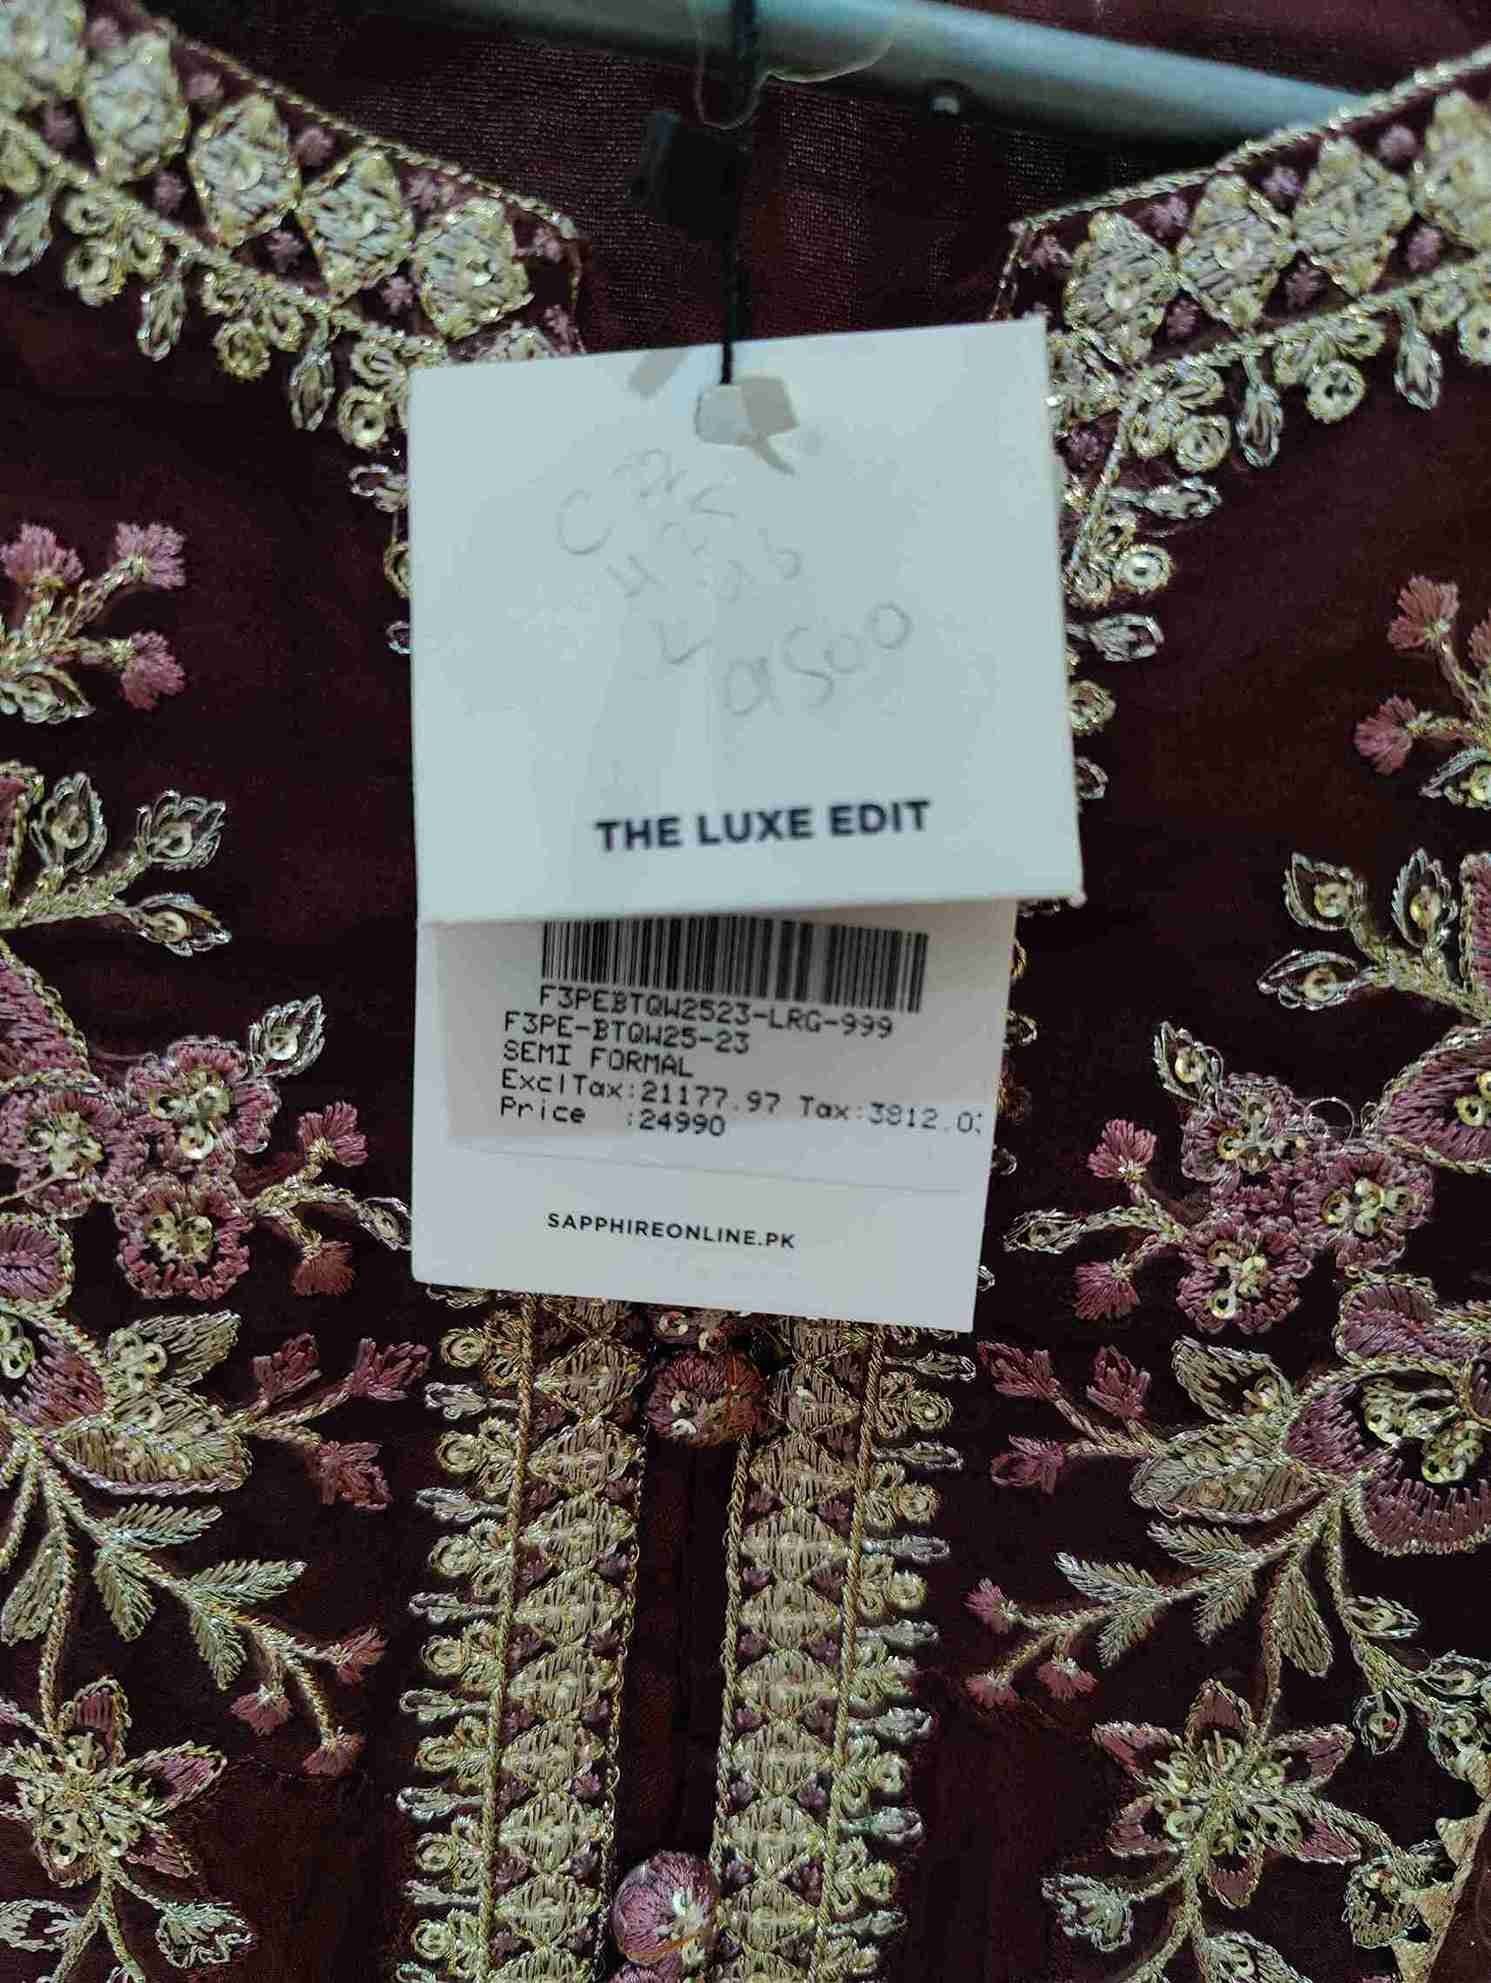 THE LUXE EDIT
F3PEBTQW2523-LRG-999
F3PE-BTQW25-23
SEMI FORMAL
ExclTax:21177.97 Tax:3812.03
Price :24990
SAPPHIREONLINE.PK